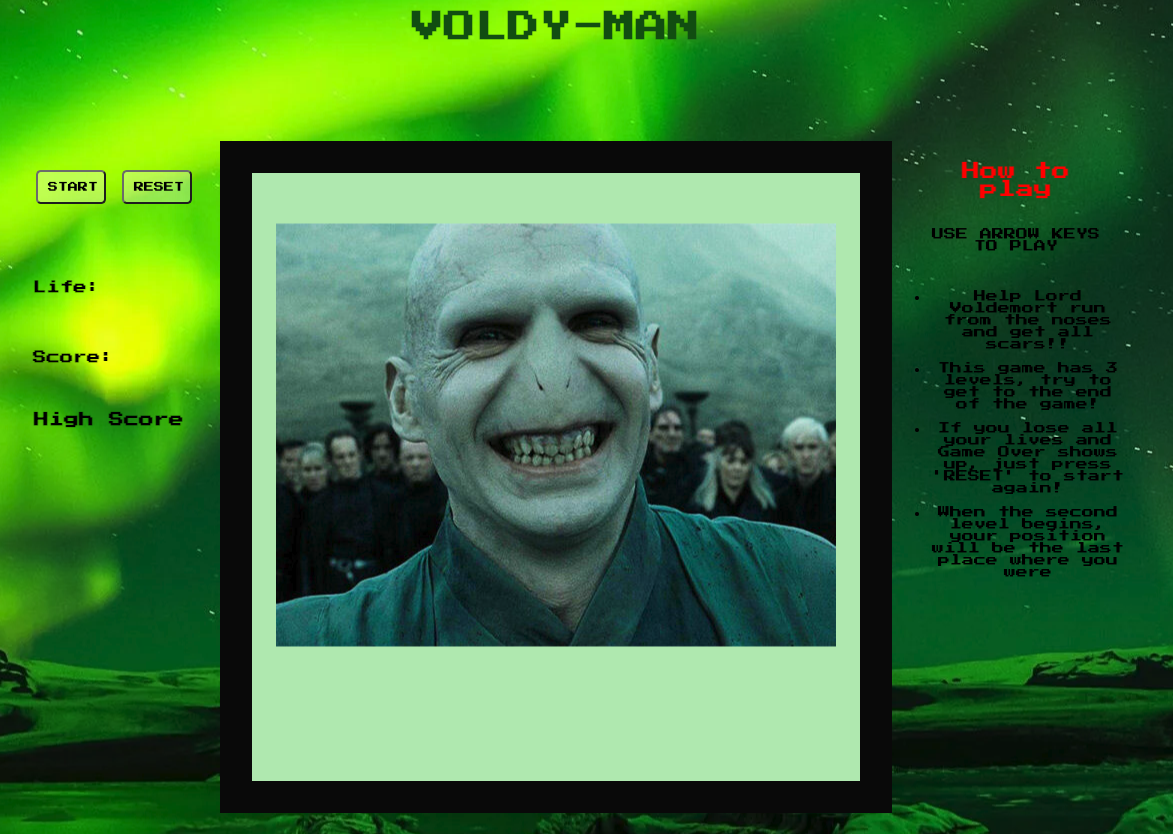 VOLDY-MAN
START
RESET
Life:
Score:
High Score
How to
play
USE ARROW KEYS
TO PLAY
• Help Lord
Voldemort run
from the noses
and get all
scars!!
• This game has 3
levels, try to
get to the end
of the game!
• If you lose all
your lives and
Game Over shows
up, just press
'RESET' to start
again!
• When the second
level begins,
your position
will be the last
place where you
were